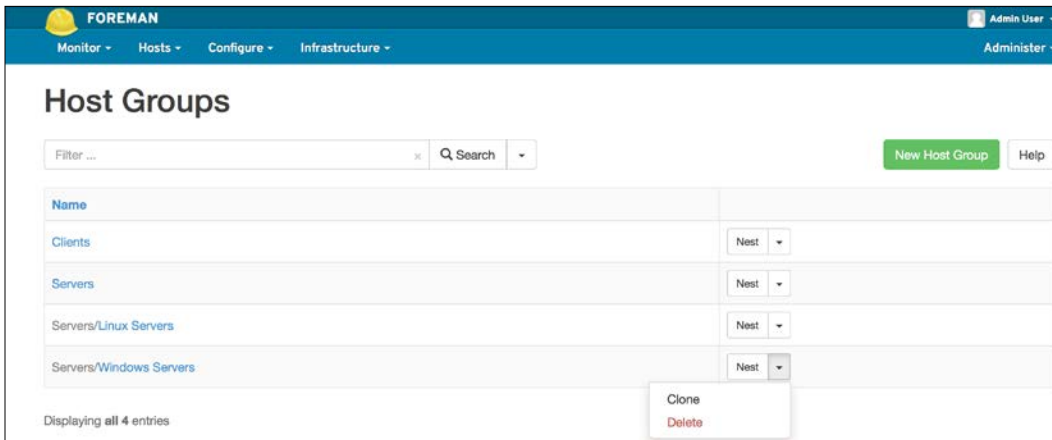 FOREMAN Admin User
Monitor Hosts Configure Infrastructure Administer
Host Groups
Filter ... × Search New Host Group Help
Name
Clients Nest
Servers Nest
Servers/Linux Servers Nest
Servers/Windows Servers Nest
Clone
Delete
Displaying all 4 entries